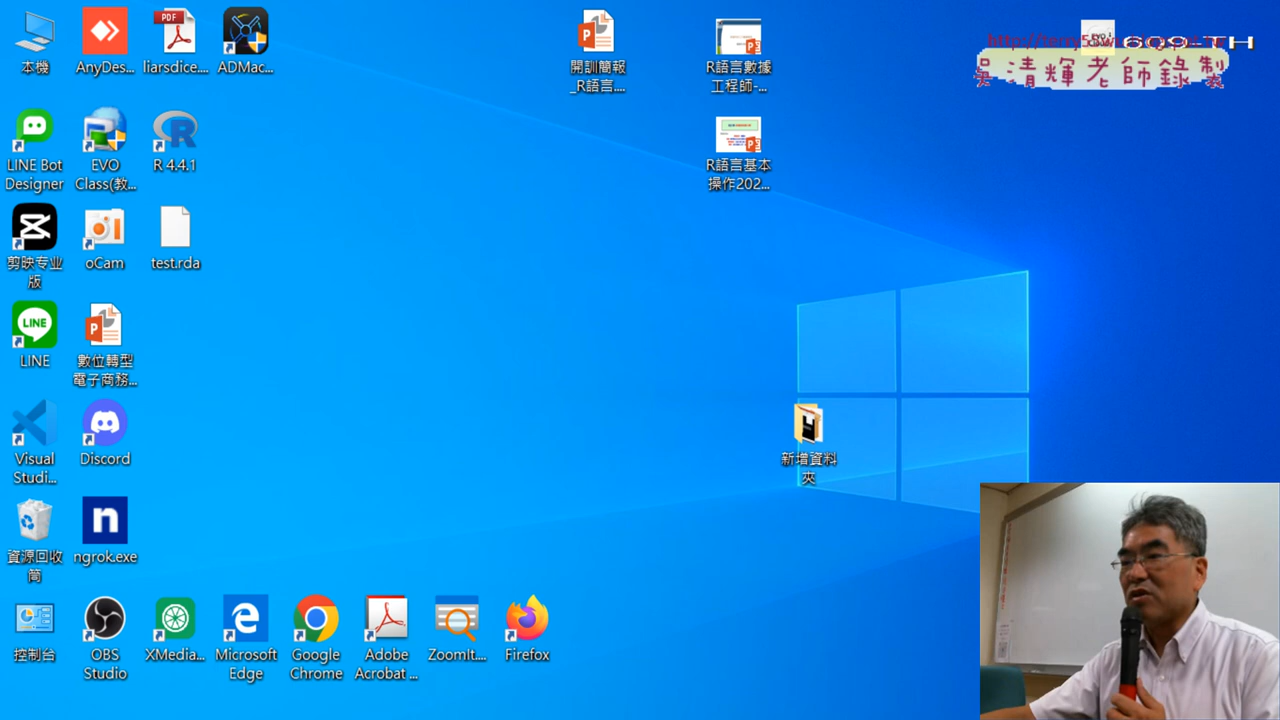 本機
AnyDes...
PDF
liarsdice....
ADMac...
LINE Bot
Designer
EVO
Class(教...
R 4.4.1
剪映专业
版
oCam
test.rda
LINE
LINE
數位轉型
電子商務...
Visual
Studi...
Discord
資源回收
筒
n
ngrok.exe
控制台
OBS
Studio
XMedia...
Microsoft
Edge
Google
Chrome
Adobe
Acrobat ...
ZoomIt....
Firefox
開訓簡報
_R語言....
R語言數據
工程師-...
R語言基本
操作202...
新增資料
夾
吳清輝老師錄製